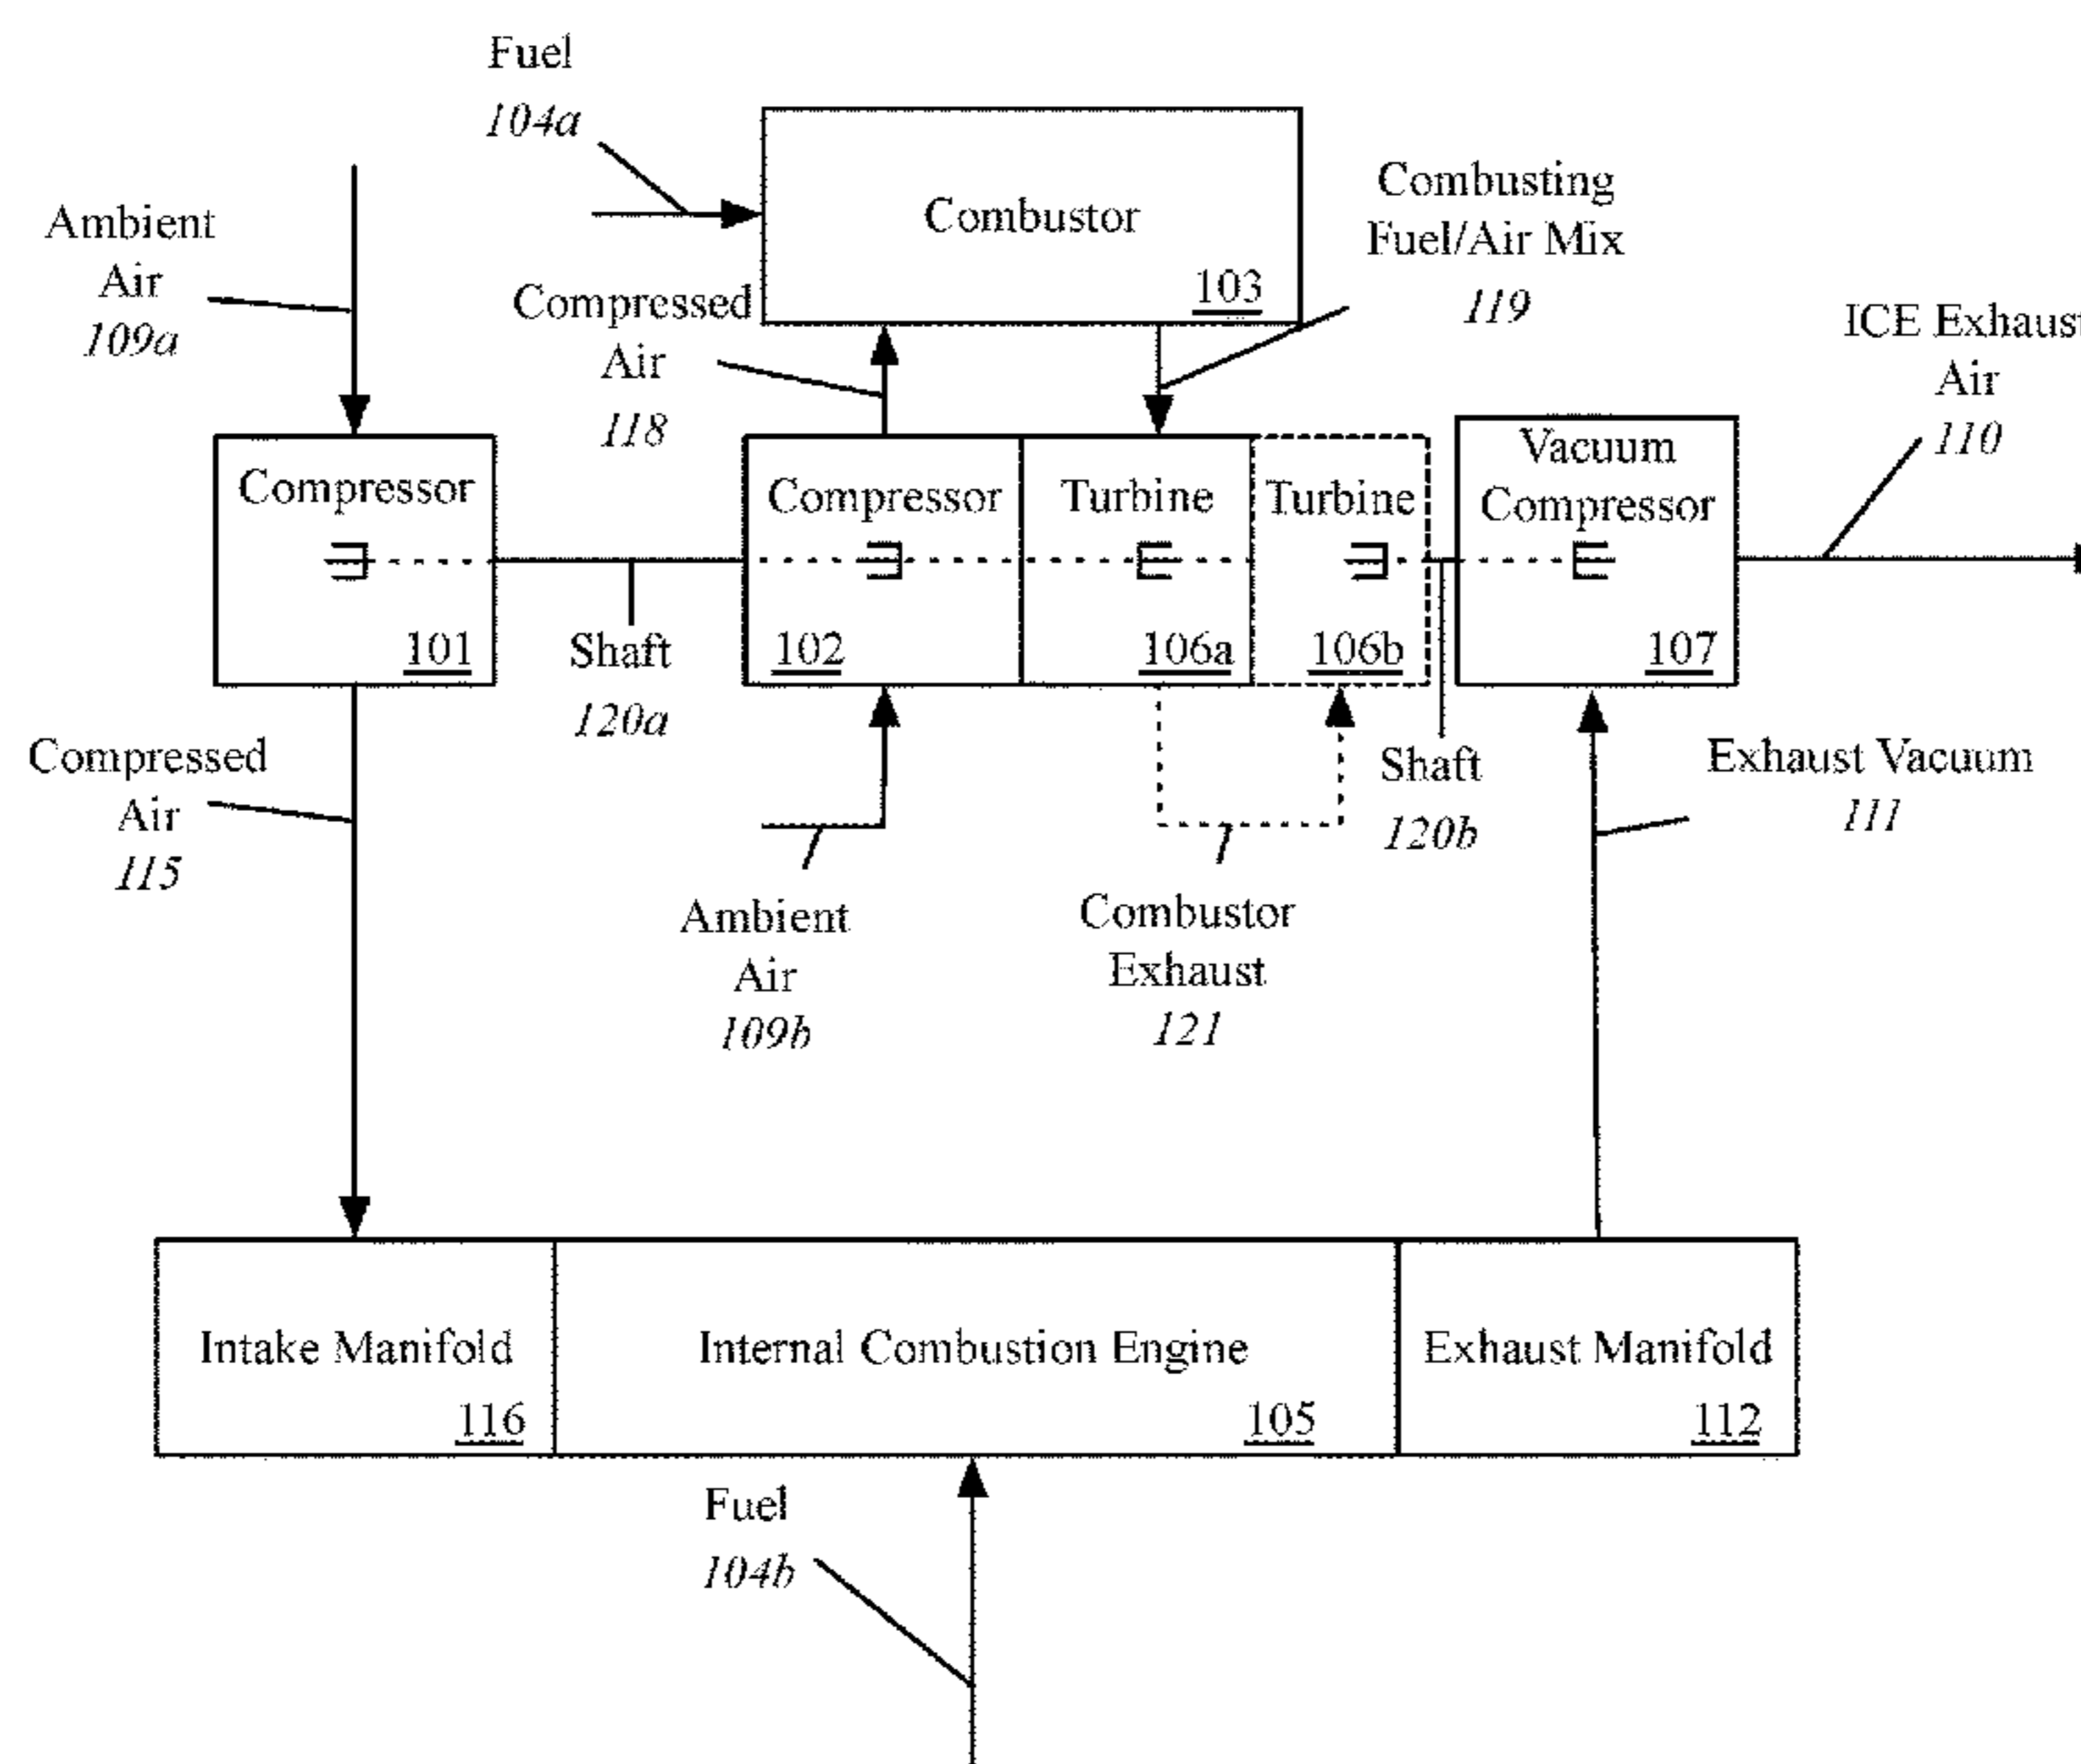 Fuel
104a
Combustor
103
Combusting
Fuel/Air Mix
119
Ambient
Air
109a
Compressed
Air
118
ICE Exhaust
Air
110
Compressor
101
Shaft
120a
Compressor
102
Turbine
106a
Turbine
106b
Vacuum
Compressor
107
Compressed
Air
115
Shaft
120b
Exhaust Vacuum
111
Ambient
Air
109b
Combustor
Exhaust
121
Intake Manifold
116
Internal Combustion Engine
105
Exhaust Manifold
112
Fuel
104b